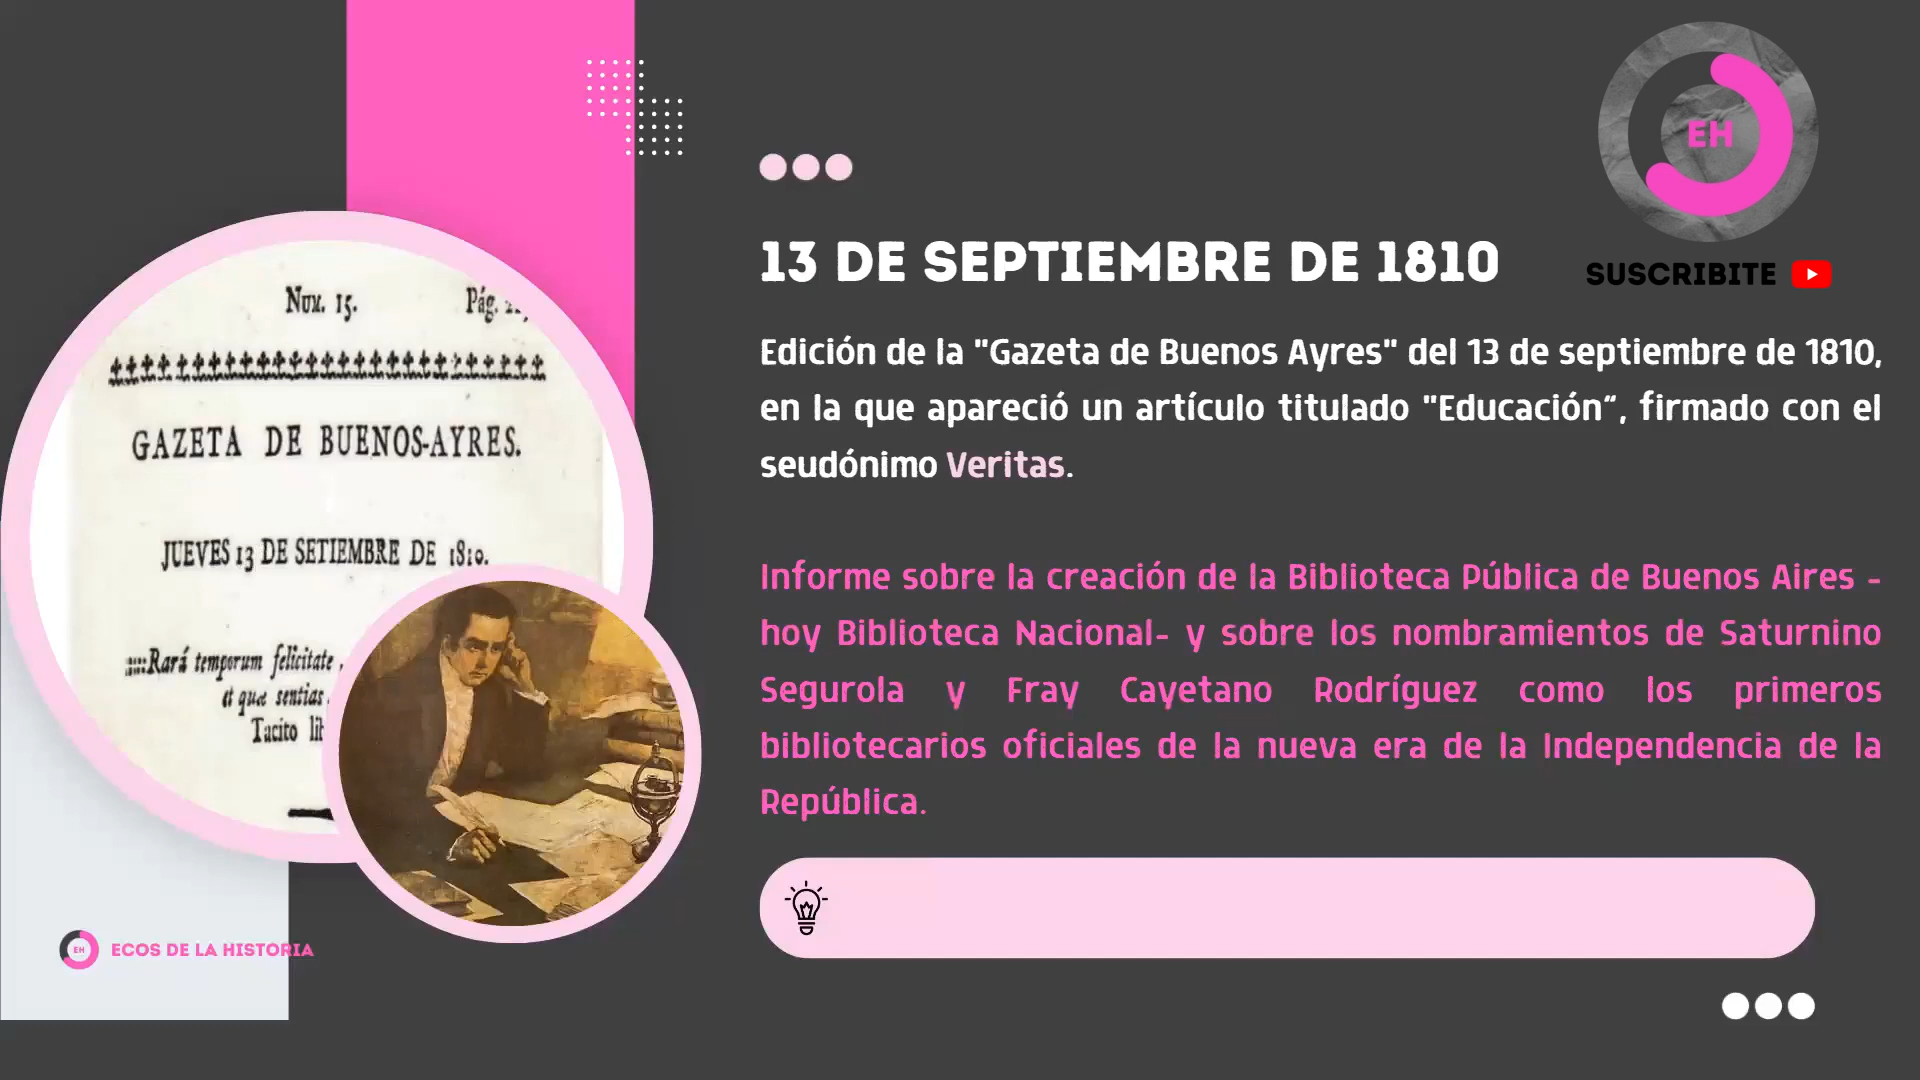 EH
SUSCRIBITE
13 DE SEPTIEMBRE DE 1810
Edición de la "Gazeta de Buenos Ayres" del 13 de septiembre de 1810,
en la que apareció un artículo titulado "Educación“, firmado con el
seudónimo Veritas.
Informe sobre la creación de la Biblioteca Pública de Buenos Aires -
hoy Biblioteca Nacional- y sobre los nombramientos de Saturnino
Segurola y Fray Cayetano Rodríguez como los primeros
bibliotecarios oficiales de la nueva era de la Independencia de la
República.
Num. 15. Pág.
GAZETA DE BUENOS-AYRES.
JUEVES 13 DE SETIEMBRE DE 1810.
Rará temporum felicitate
et quæ sentias
Tacito
EH ECOS DE LA HISTORIA